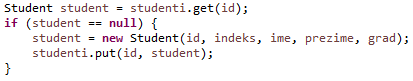 Student student = studenti.get(id);
if (student == null) {
    student = new Student(id, indeks, ime, prezime, grad);
    studenti.put(id, student);
}